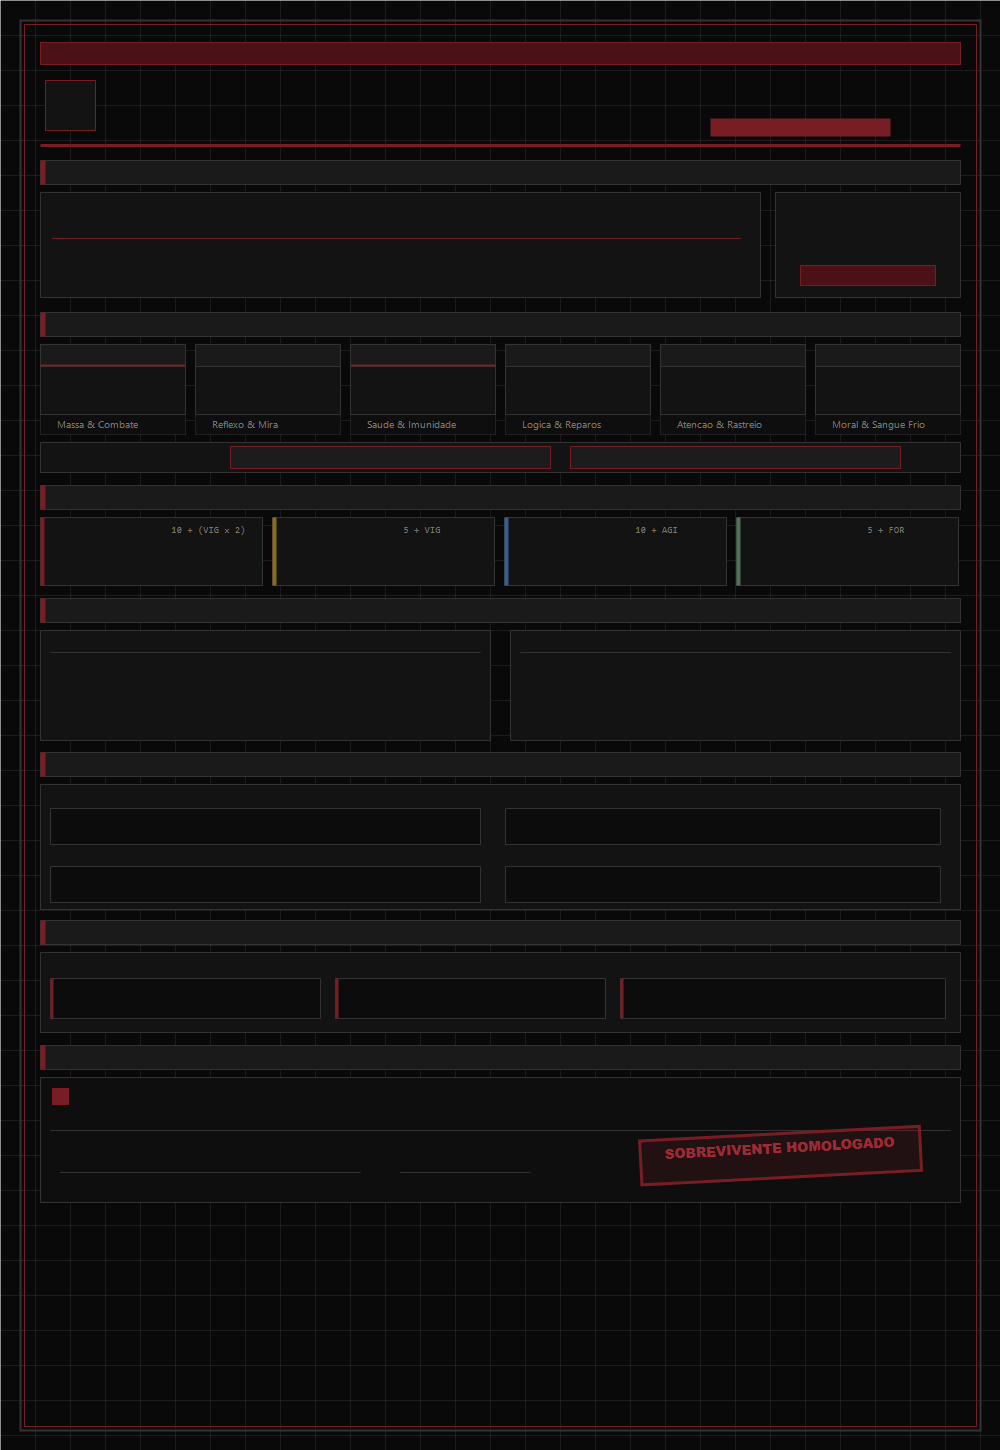 Massa & Combate
Reflexo & Mira
Saude & Imunidade
Logica & Reparos
Atencao & Rastreio
Moral & Sangue Frio
10 + (VIG x 2)
5 + VIG
10 + AGI
5 + FOR
SOBREVIVENTE HOMOLOGADO